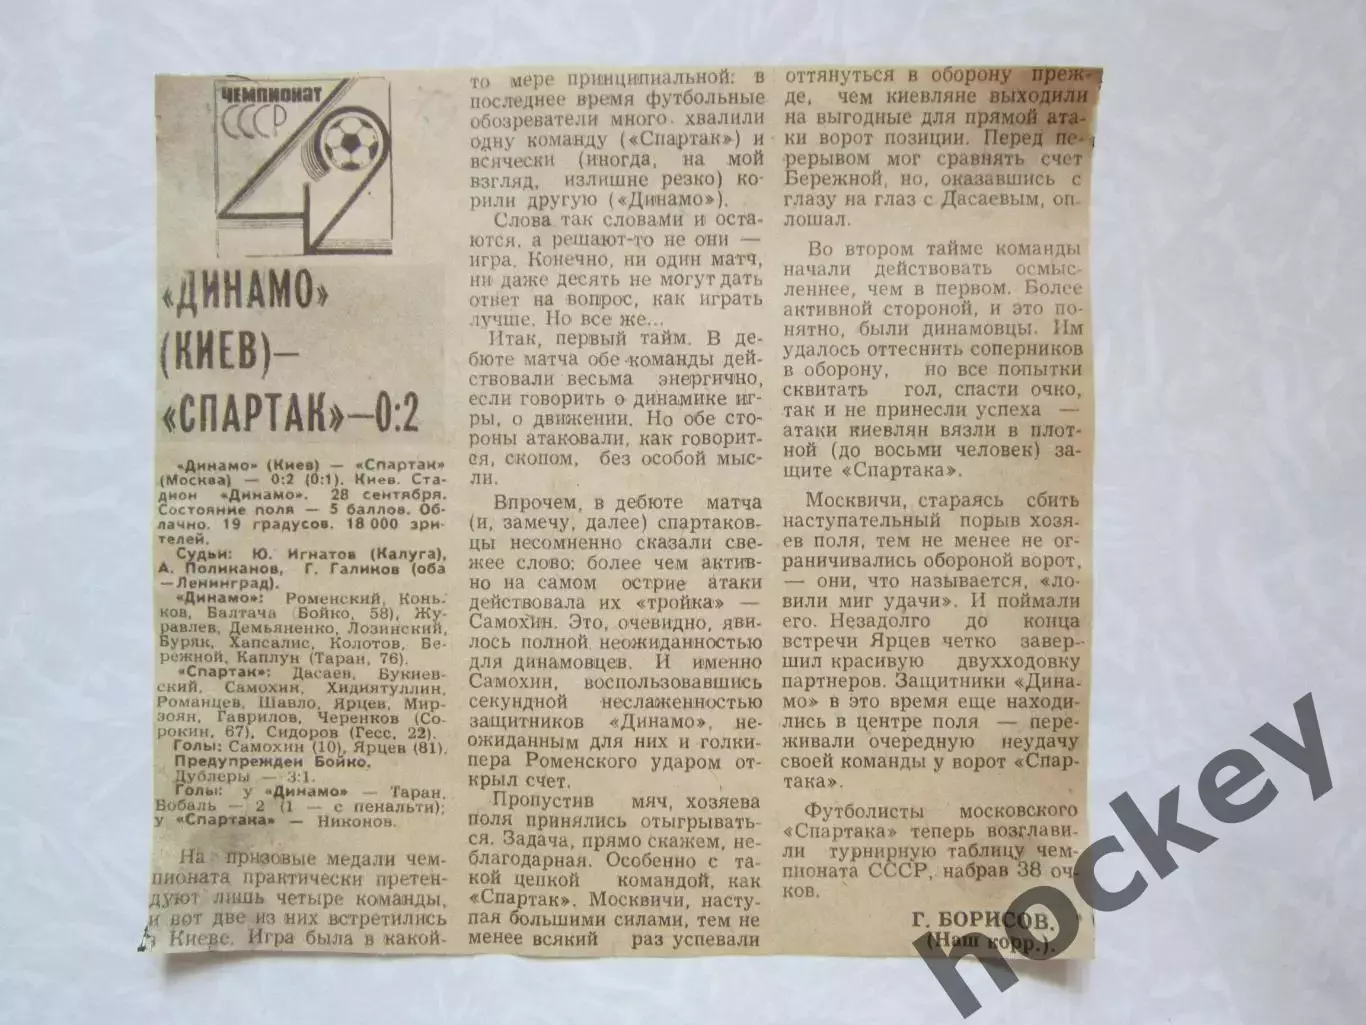 ЧЕМПИОНАТ
СССР
49
«ДИНАМО»
(КИЕВ)—
«СПАРТАК»—0:2
«Динамо» (Киев) — «Спартак»
(Москва) — 0:2 (0:1). Киев. Ста-
дион «Динамо». 28 сентября.
Состояние поля — 5 баллов. Об-
лачно. 19 градусов. 18 000 зри-
телей.
Судьи: Ю. Игнатов (Калуга),
А. Поликанов, Г. Галиков (оба
—Ленинград).
«Динамо»: Роменский, Конь-
ков, Балтача (Бойко, 58), Жу-
равлев, Демьяненко, Лозинский,
Буряк, Хапсалис, Колотов, Бе-
режной, Каплун (Таран, 76).
«Спартак»: Дасаев, Букиев-
ский, Самохин, Хидиятуллин,
Романцев, Шавло, Ярцев, Мир-
зоян, Гаврилов, Черенков (Со-
рокин, 67), Сидоров (Гесс, 22).
Голы: Самохин (10), Ярцев (81).
Предупрежден Бойко.
Дублеры — 3:1.
Голы: у «Динамо» — Таран,
Бобаль — 2 (1 — с пенальти);
у «Спартака» — Никонов.
На призовые медали чем-
пионата практически претен-
дуют лишь четыре команды,
и вот две из них встретились
в Киеве. Игра была в какой-
то мере принципиальной: в
последнее время футбольные
обозреватели много хвалили
одну команду («Спартак») и
всячески (иногда, на мой
взгляд, излишне резко) ко-
рили другую («Динамо»).
Слова так словами и оста-
ются, а решают-то не они —
игра. Конечно, ни один матч,
ни даже десять не могут дать
ответ на вопрос, как играть
лучше. Но все же...
Итак, первый тайм. В де-
бюте матча обе команды дей-
ствовали весьма энергично,
если говорить о динамике иг-
ры, о движении. Но обе сто-
роны атаковали, как говорит-
ся, скопом, без особой мыс-
ли.
Впрочем, в дебюте матча
(и, замечу, далее) спартаков-
цы несомненно сказали све-
жее слово: более чем актив-
но на самом острие атаки
действовала их «тройка» —
Самохин. Это, очевидно, яви-
лось полной неожиданностью
для динамовцев. И именно
Самохин, воспользовавшись
секундной неслаженностью
защитников «Динамо», не-
ожиданным для них и голки-
пера Роменского ударом от-
крыл счет.
Пропустив мяч, хозяева
поля принялись отыгрывать-
ся. Задача, прямо скажем, не-
благодарная. Особенно с та-
кой цепкой командой, как
«Спартак». Москвичи, насту-
пая большими силами, тем не
менее всякий раз успевали
оттянуться в оборону преж-
де, чем киевляне выходили
на выгодные для прямой ата-
ки ворот позиции. Перед пе-
рерывом мог сравнять счет
Бережной, но, оказавшись с
глазу на глаз с Дасаевым, оп-
лошал.
Во втором тайме команды
начали действовать осмыс-
леннее, чем в первом. Более
активной стороной, и это по-
нятно, были динамовцы. Им
удалось оттеснить соперников
в оборону, но все попытки
сквитать гол, спасти очко,
так и не принесли успеха —
атаки киевлян вязли в плот-
ной (до восьми человек) за-
щите «Спартака».
Москвичи, стараясь сбить
наступательный порыв хозя-
ев поля, тем не менее не ог-
раничивались обороной ворот,
— они, что называется, «ло-
вили миг удачи». И поймали
его. Незадолго до конца
встречи Ярцев четко завер-
шил красивую двухходовку
партнеров. Защитники «Дина-
мо» в это время еще находи-
лись в центре поля — пере-
живали очередную неудачу
своей команды у ворот «Спар-
така».
Футболисты московского
«Спартака» теперь возглави-
ли турнирную таблицу чем-
пионата СССР, набрав 38 оч-
ков.
Г. БОРИСОВ.
(Наш корр.).
hockey